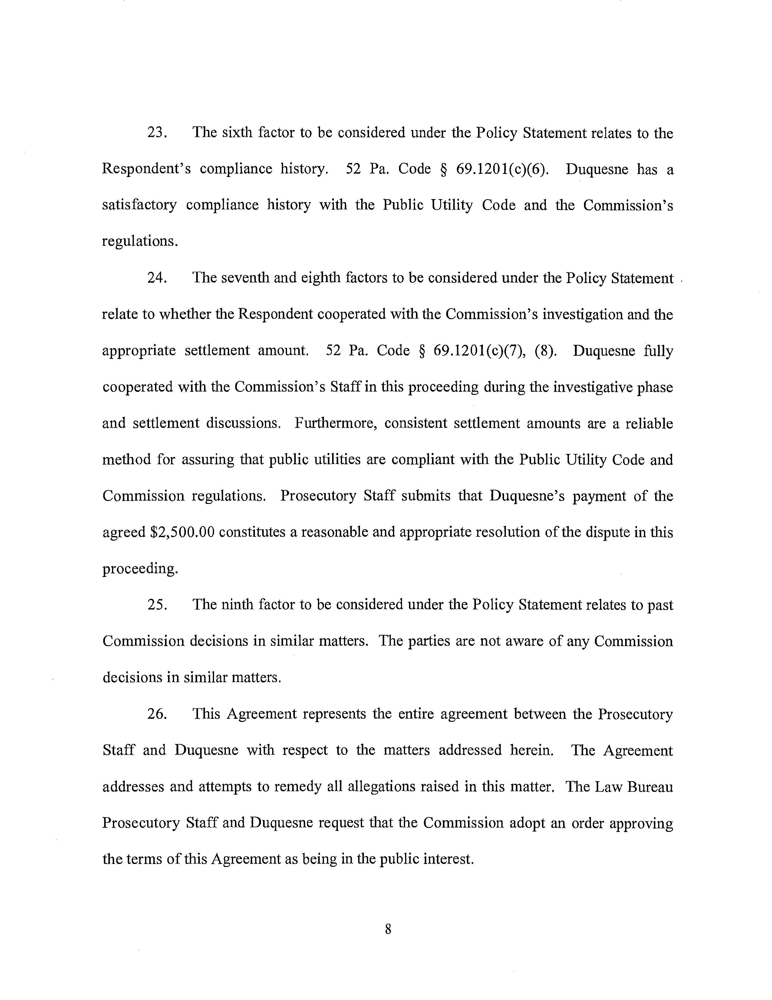 23. The sixth factor to be considered under the Policy Statement relates to the
Respondent's compliance history. 52 Pa. Code § 69.1201(c)(6). Duquesne has a
satisfactory compliance history with the Public Utility Code and the Commission's
regulations.
24. The seventh and eighth factors to be considered under the Policy Statement
relate to whether the Respondent cooperated with the Commission's investigation and the
appropriate settlement amount. 52 Pa. Code § 69.1201(c)(7), (8). Duquesne fully
cooperated with the Commission's Staff in this proceeding during the investigative phase
and settlement discussions. Furthermore, consistent settlement amounts are a reliable
method for assuring that public utilities are compliant with the Public Utility Code and
Commission regulations. Prosecutory Staff submits that Duquesne's payment of the
agreed $2,500.00 constitutes a reasonable and appropriate resolution of the dispute in this
proceeding.
25. The ninth factor to be considered under the Policy Statement relates to past
Commission decisions in similar matters. The parties are not aware of any Commission
decisions in similar matters.
26. This Agreement represents the entire agreement between the Prosecutory
Staff and Duquesne with respect to the matters addressed herein. The Agreement
addresses and attempts to remedy all allegations raised in this matter. The Law Bureau
Prosecutory Staff and Duquesne request that the Commission adopt an order approving
the terms of this Agreement as being in the public interest.
8